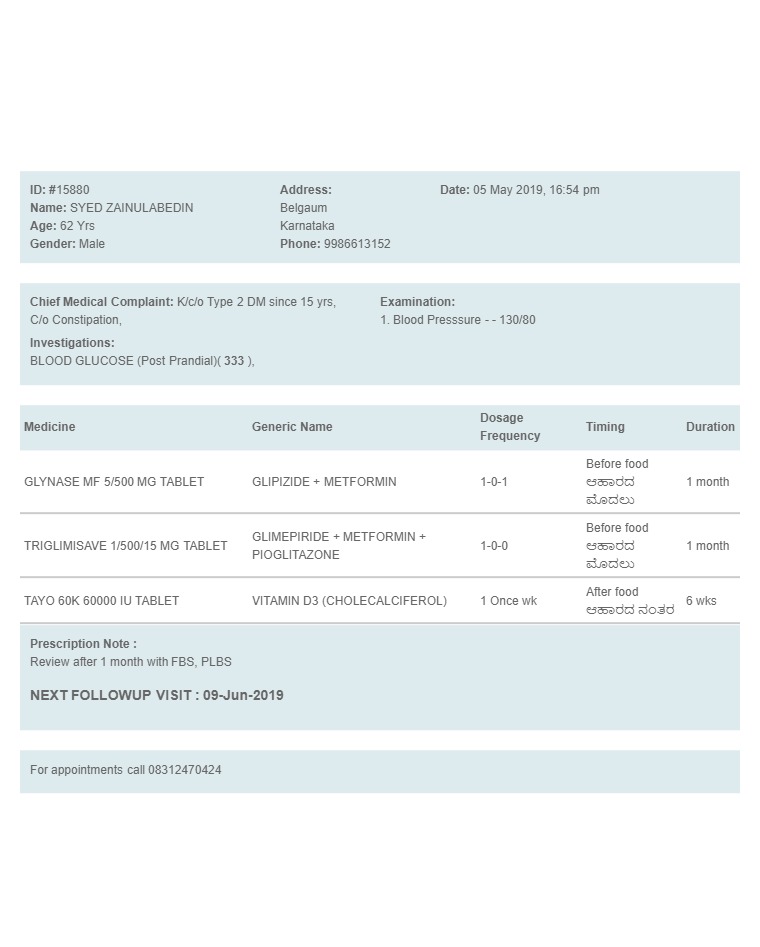 ID: #15880
Name: SYED ZAINULABEDIN
Age: 62 Yrs
Gender: Male
Address:
Belgaum
Karnataka
Phone: 9986613152
Date: 05 May 2019, 16:54 pm
Chief Medical Complaint: K/c/o Type 2 DM since 15 yrs,
C/o Constipation,
Investigations:
BLOOD GLUCOSE (Post Prandial)( 333 ),
Examination:
1. Blood Presssure - - 130/80
Medicine Generic Name Dosage Frequency Timing Duration
GLYNASE MF 5/500 MG TABLET GLIPIZIDE + METFORMIN 1-0-1 Before food ಆಹಾರದ ಮೊದಲು 1 month
TRIGLIMISAVE 1/500/15 MG TABLET GLIMEPIRIDE + METFORMIN + PIOGLITAZONE 1-0-0 Before food ಆಹಾರದ ಮೊದಲು 1 month
TAYO 60K 60000 IU TABLET VITAMIN D3 (CHOLECALCIFEROL) 1 Once wk After food ಆಹಾರದ ನಂತರ 6 wks
Prescription Note :
Review after 1 month with FBS, PLBS
NEXT FOLLOWUP VISIT : 09-Jun-2019
For appointments call 08312470424